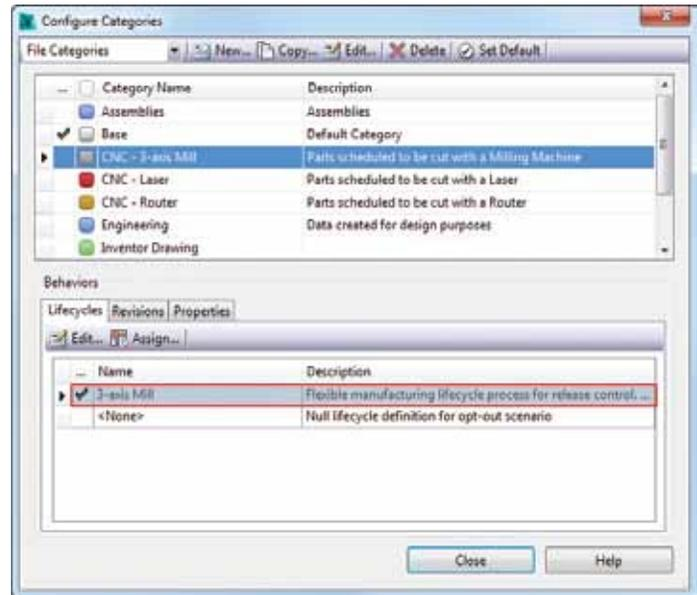 Configure Categories
File Categories New... Copy... Edit... Delete Set Default
... Category Name Description
Assemblies Assemblies
Base Default Category
CNC - 3-axis Mill Parts scheduled to be cut with a Milling Machine
CNC - Laser Parts scheduled to be cut with a Laser
CNC - Router Parts scheduled to be cut with a Router
Engineering Data created for design purposes
Inventor Drawing
Behaviors
Lifecycles Revisions Properties
Edit... Assign...
... Name Description
3-axis Mill Flexible manufacturing lifecycle process for release control, ...
<None> Null lifecycle definition for opt-out scenario
Close Help